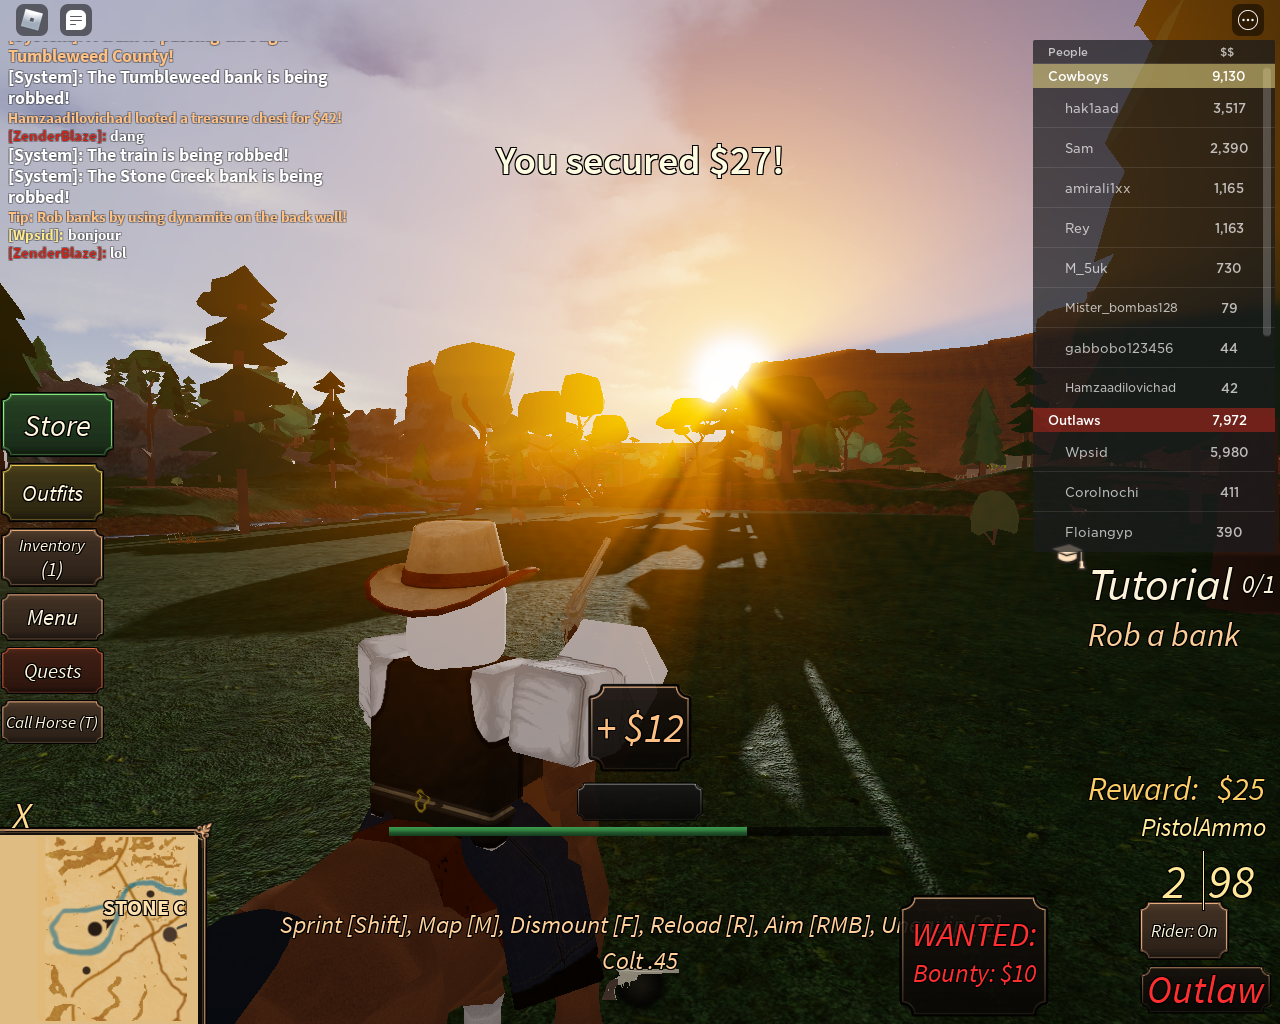 Tumbleweed County!
[System]: The Tumbleweed bank is being
robbed!
Hamzaadilovichad looted a treasure chest for $42!
[ZenderBlaze]: dang
[System]: The train is being robbed!
[System]: The Stone Creek bank is being
robbed!
Tip: Rob banks by using dynamite on the back wall!
[Wpsid]: bonjour
[ZenderBlaze]: lol
You secured $27!
People $$
Cowboys 9,130
hak1aad 3,517
Sam 2,390
amirali1xx 1,165
Rey 1,163
M_5uk 730
Mister_bombas128 79
gabbobo123456 44
Hamzaadilovichad 42
Outlaws 7,972
Wpsid 5,980
Corolnochi 411
Floiangyp 390
Store
Outfits
Inventory
(1)
Menu
Quests
Call Horse (T)
Tutorial 0/1
Rob a bank
+ $12
Reward: $25
PistolAmmo
2 98
Rider: On
Outlaw
X
STONE C
Sprint [Shift], Map [M], Dismount [F], Reload [R], Aim [RMB],
Colt .45
WANTED:
Bounty: $10